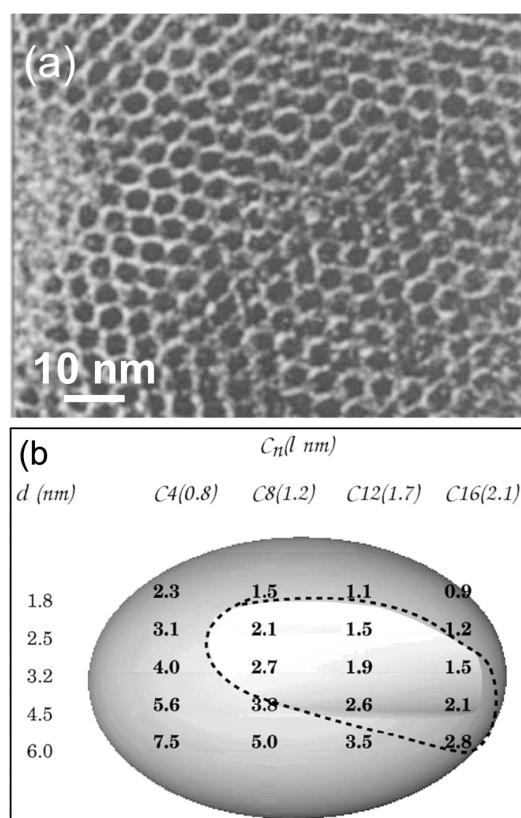 (a)
10 nm
(b)
Cn(l nm)
d (nm) C4(0.8) C8(1.2) C12(1.7) C16(2.1)
1.8 2.3 1.5 1.1 0.9
2.5 3.1 2.1 1.5 1.2
3.2 4.0 2.7 1.9 1.5
4.5 5.6 3.8 2.6 2.1
6.0 7.5 5.0 3.5 2.8